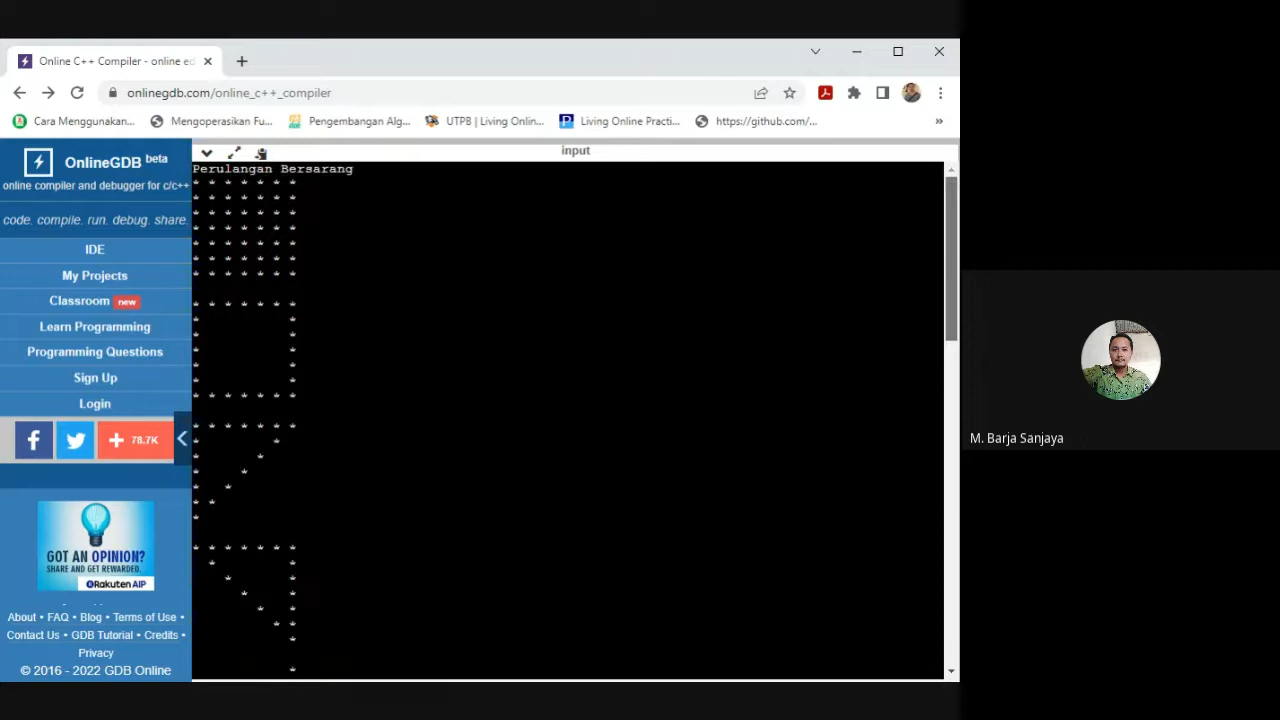 Online C++ Compiler - online ed
onlinegdb.com/online_c++_compiler
Cara Menggunakan...
Mengoperasikan Fu...
Pengembangan Alg...
UTPB | Living Onlin...
Living Online Practi...
https://github.com/...
»
OnlineGDB beta
online compiler and debugger for c/c++
code. compile. run. debug. share.
IDE
My Projects
Classroom new
Learn Programming
Programming Questions
Sign Up
Login
f
+ 78.7K
GOT AN OPINION?
SHARE AND GET REWARDED.
Rakuten AIP
About • FAQ • Blog • Terms of Use •
Contact Us • GDB Tutorial • Credits •
Privacy
© 2016 - 2022 GDB Online
input
Perulangan Bersarang
* * * * * * *
* * * * * * *
* * * * * * *
* * * * * * *
* * * * * * *
* * * * * * *
* * * * * * *
* * * * * * *
*           *
*           *
*           *
*           *
*           *
* * * * * * *
* * * * * * *
*         *
*       *
*     *
*   *
* *
*
* * * * * * *
  *         *
    *       *
      *     *
        *   *
          * *
            *
            *
M. Barja Sanjaya